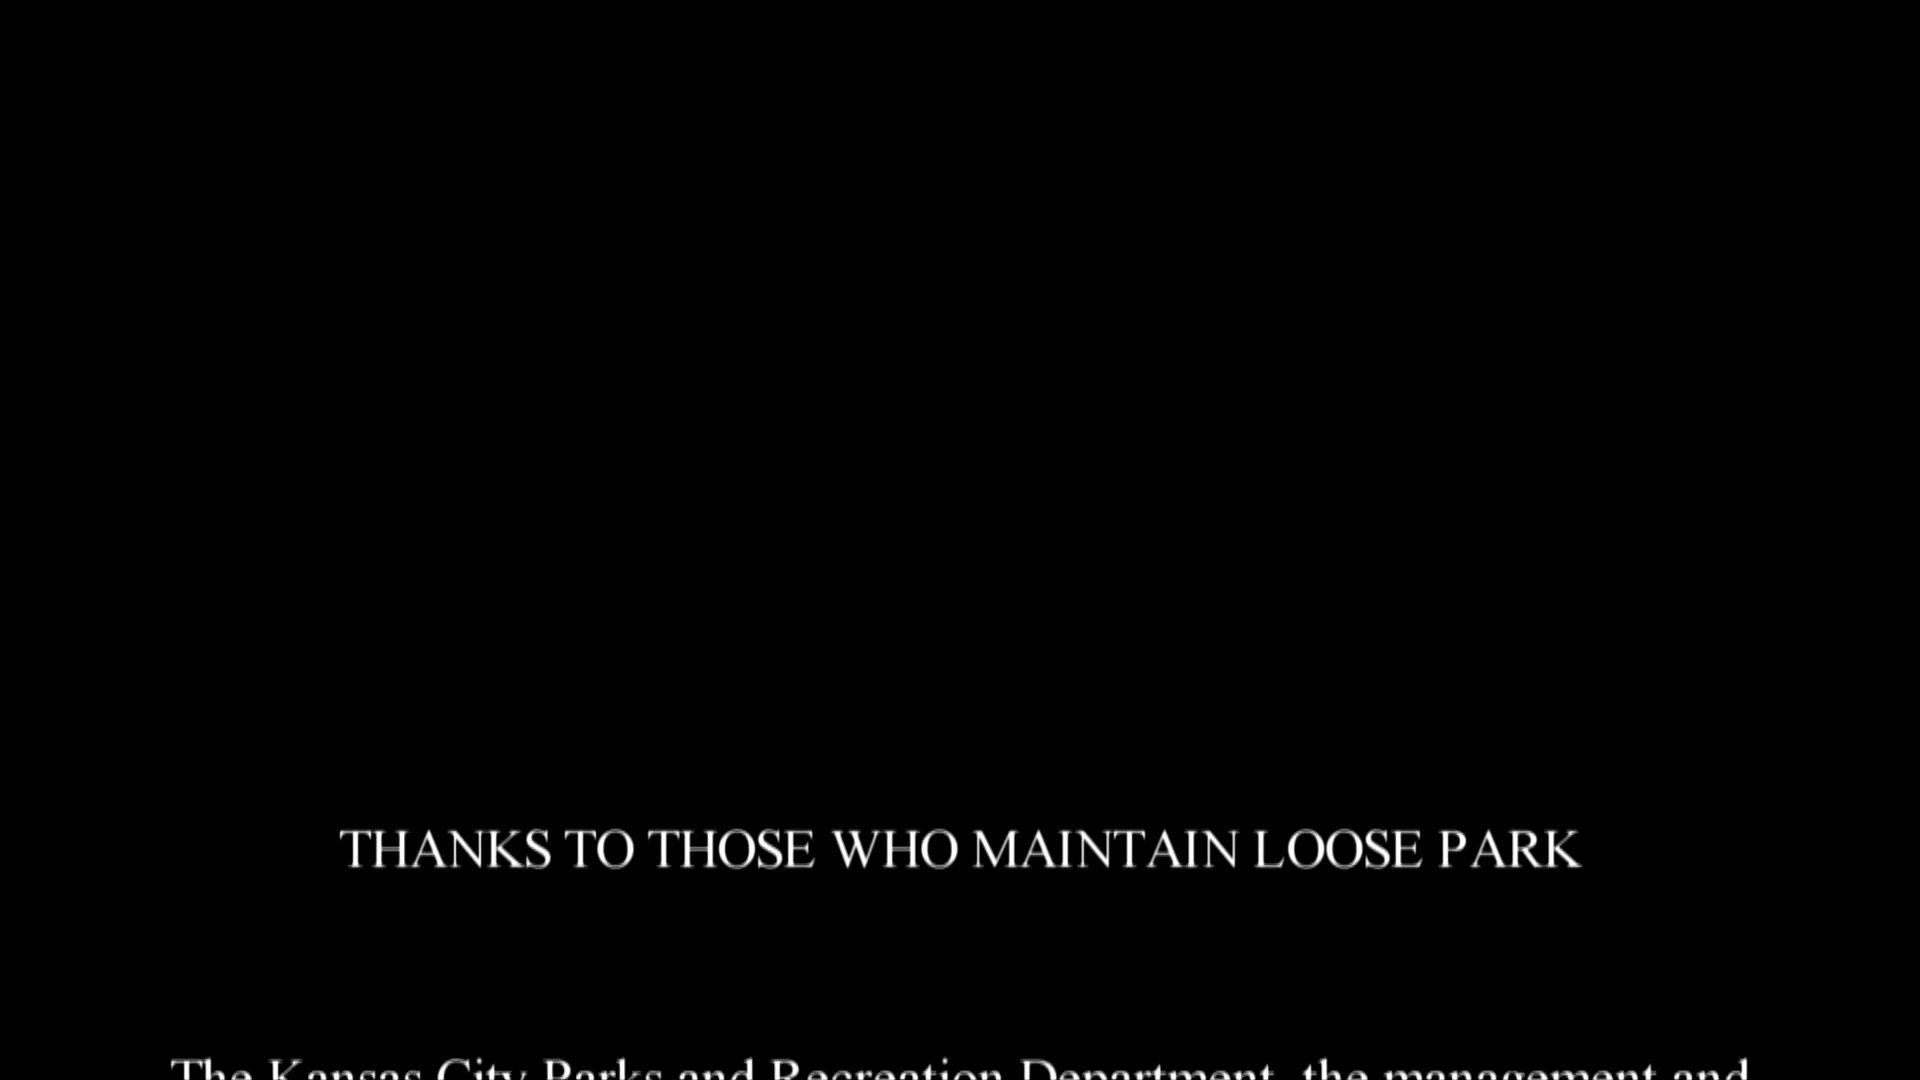 THANKS TO THOSE WHO MAINTAIN LOOSE PARK
The Kansas City Parks and Recreation Department, the management and